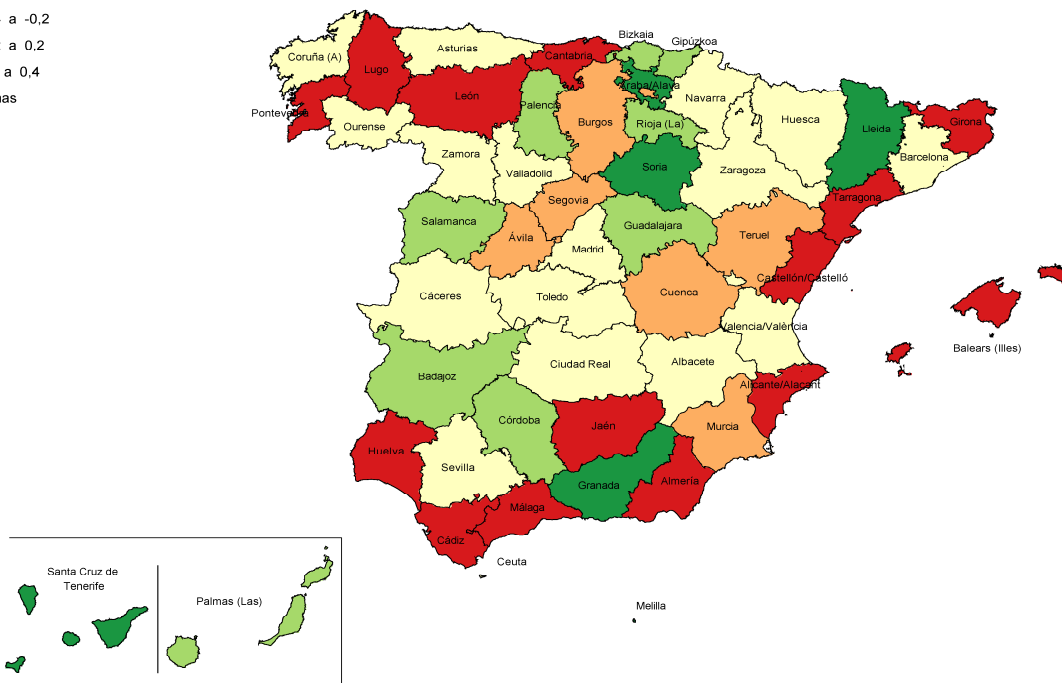 a -0,2
a 0.2
a 0,4
Bizkaia
Gipúzkoa
Coruña (A)
Asturias
Cantabria
Lugo
Araba/Alava
León
Navarra
Palencia
Pontevedra
Ourense
Burgos
Rioja (La)
Huesca
Lleida
Girona
Barcelona
Zamora
Valladolid
Soria
Zaragoza
Segovia
Tarragona
Salamanca
Guadalajara
Ávila
Madrid
Teruel
Castellón/Castelló
Cáceres
Toledo
Cuenca
Valencia/València
Balears (Illes)
Ciudad Real
Albacete
Badajoz
Alicante/Alacant
Córdoba
Jaén
Murcia
Huelva
Sevilla
Granada
Almería
Málaga
Cádiz
Ceuta
Santa Cruz de
Tenerife
Palmas (Las)
Melilla